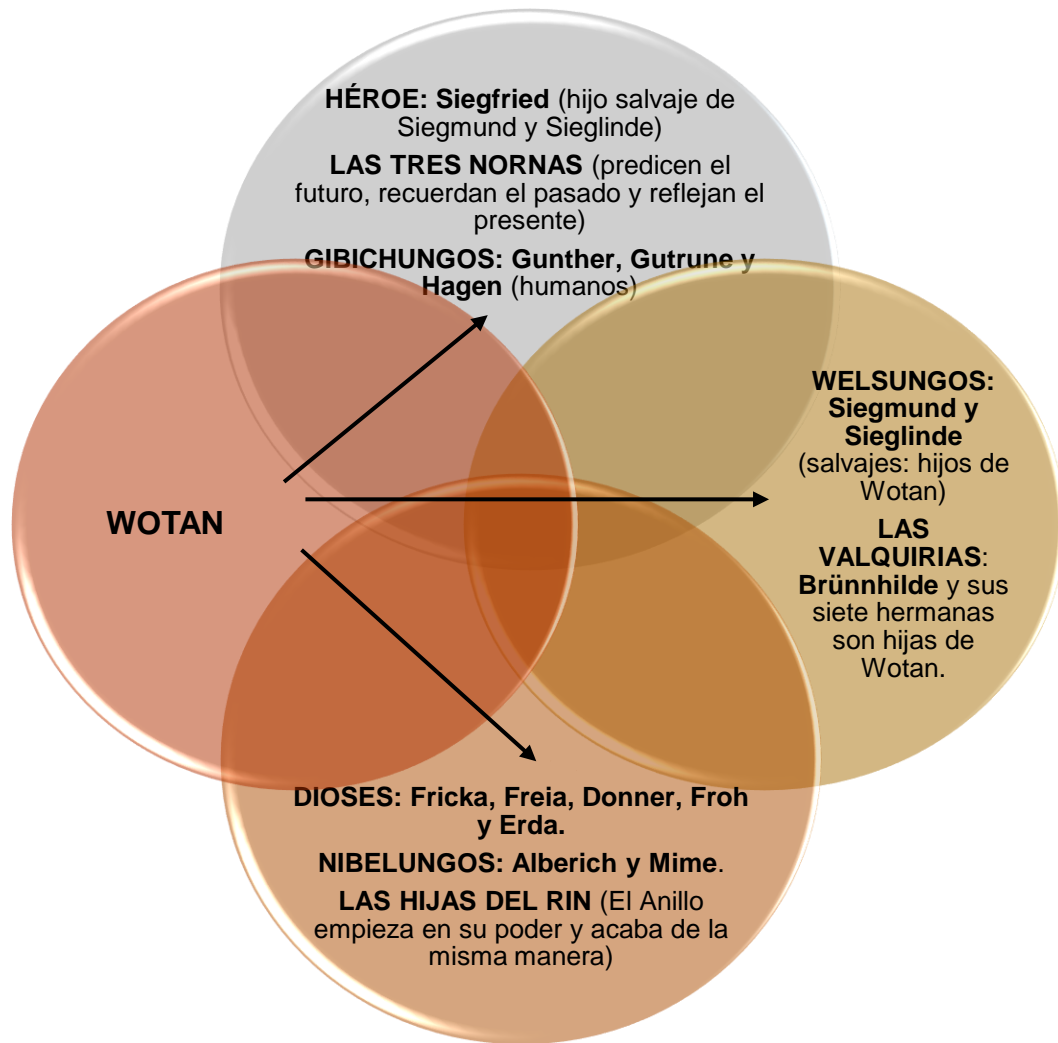 HÉROE: Siegfried (hijo salvaje de
Siegmund y Sieglinde)
LAS TRES NORNAS (predicen el
futuro, recuerdan el pasado y reflejan el
presente)
GIBICHUNGOS: Gunther, Gutrune y
Hagen (humanos)
WOTAN
WELSUNGOS:
Siegmund y
Sieglinde
(salvajes: hijos de
Wotan)
LAS
VALQUIRIAS:
Brünnhilde y sus
siete hermanas
son hijas de
Wotan.
DIOSES: Fricka, Freia, Donner, Froh
y Erda.
NIBELUNGOS: Alberich y Mime.
LAS HIJAS DEL RIN (El Anillo
empieza en su poder y acaba de la
misma manera)